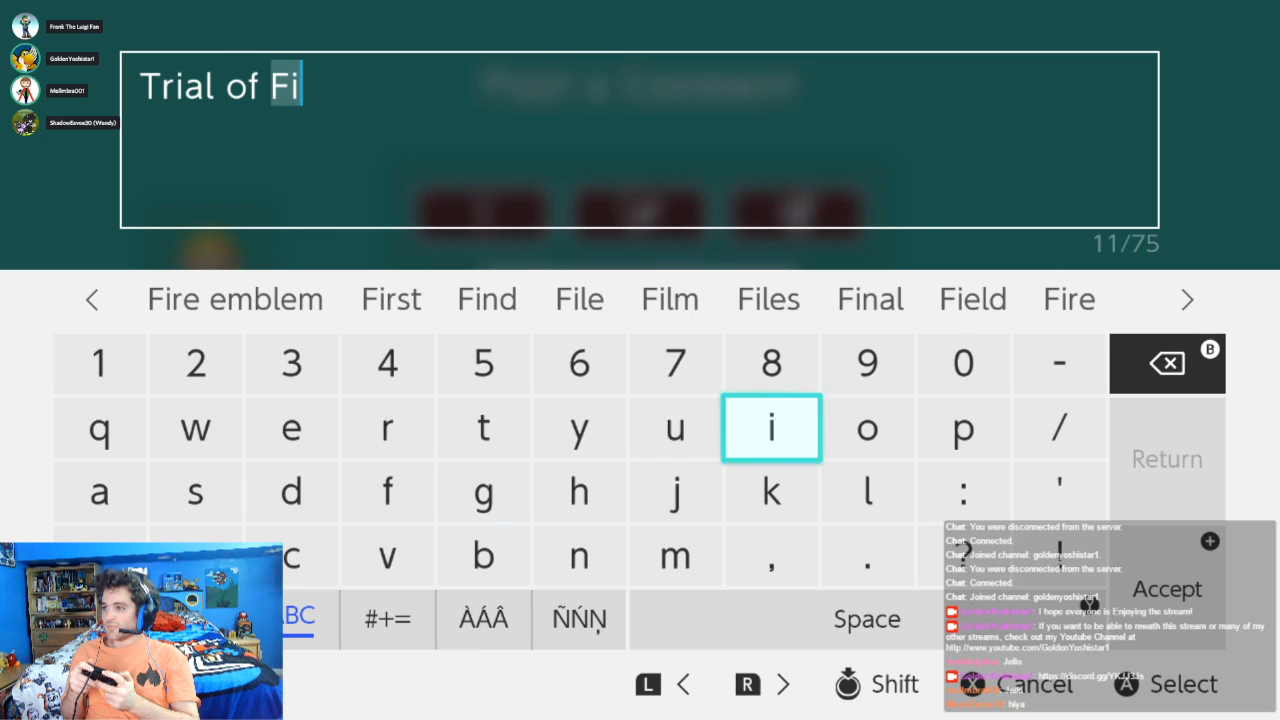 Frank The Luigi Fan
GoldenYoshistar1
MsIImbra001
ShadowEevee30 (Wendy)
Trial of Fi
11/75
Fire emblem First Find File Film Files Final Field Fire
1 2 3 4 5 6 7 8 9 0 -
B
q w e r t y u i o p /
Return
a s d f g h j k l : '
c v b n m , . ? !
Accept
ABC #+= ÀÁÂ ÑŃŅ Space
L R Shift X Cancel A Select
Chat: You were disconnected from the server.
Chat: Connected.
Chat: Joined channel: goldenyoshistar1.
Chat: You were disconnected from the server.
Chat: Connected.
Chat: Joined channel: goldenyoshistar1.
: I hope everyone is Enjoying the stream!
: If you want to be able to rewath this stream or many of my
other streams, check out my Youtube Channel at
http://www.youtube.com/GoldenYoshistar1
: Jello
: Jello
: hiya